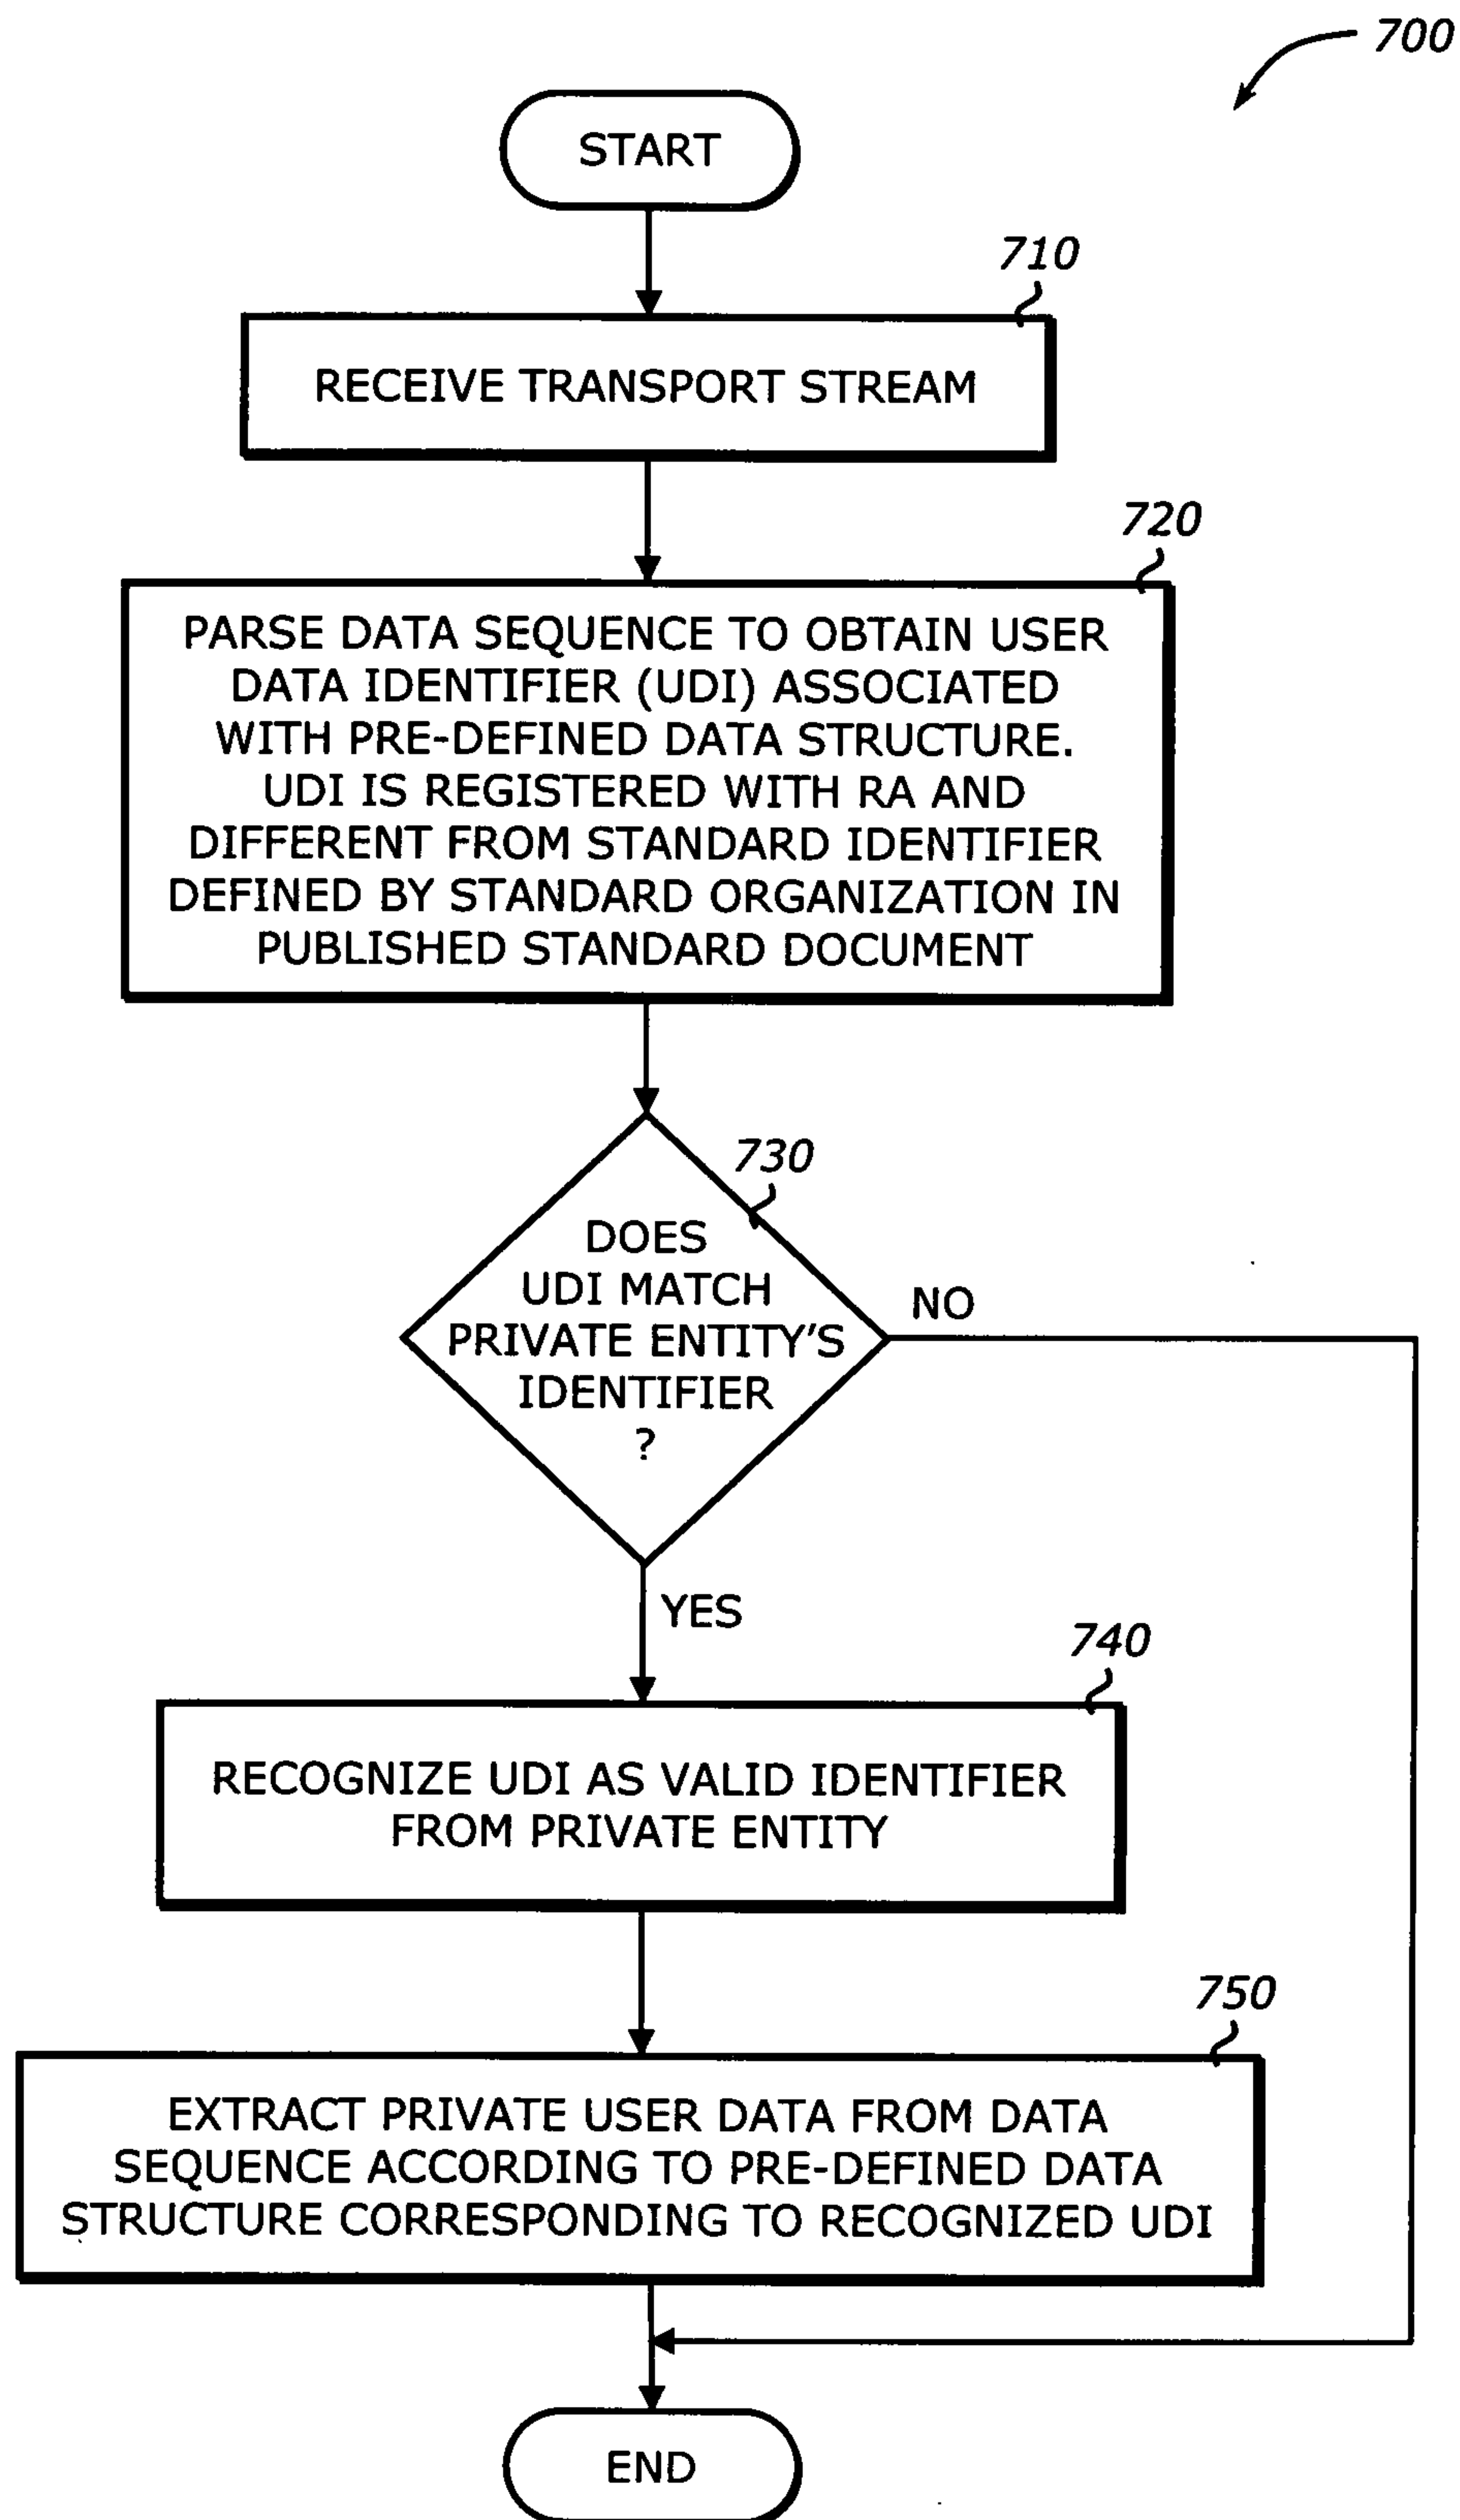 700
START
710
RECEIVE TRANSPORT STREAM
720
PARSE DATA SEQUENCE TO OBTAIN USER
DATA IDENTIFIER (UDI) ASSOCIATED
WITH PRE-DEFINED DATA STRUCTURE.
UDI IS REGISTERED WITH RA AND
DIFFERENT FROM STANDARD IDENTIFIER
DEFINED BY STANDARD ORGANIZATION IN
PUBLISHED STANDARD DOCUMENT
730
DOES
UDI MATCH
PRIVATE ENTITY'S
IDENTIFIER
?
NO
YES
740
RECOGNIZE UDI AS VALID IDENTIFIER
FROM PRIVATE ENTITY
750
EXTRACT PRIVATE USER DATA FROM DATA
SEQUENCE ACCORDING TO PRE-DEFINED DATA
STRUCTURE CORRESPONDING TO RECOGNIZED UDI
END